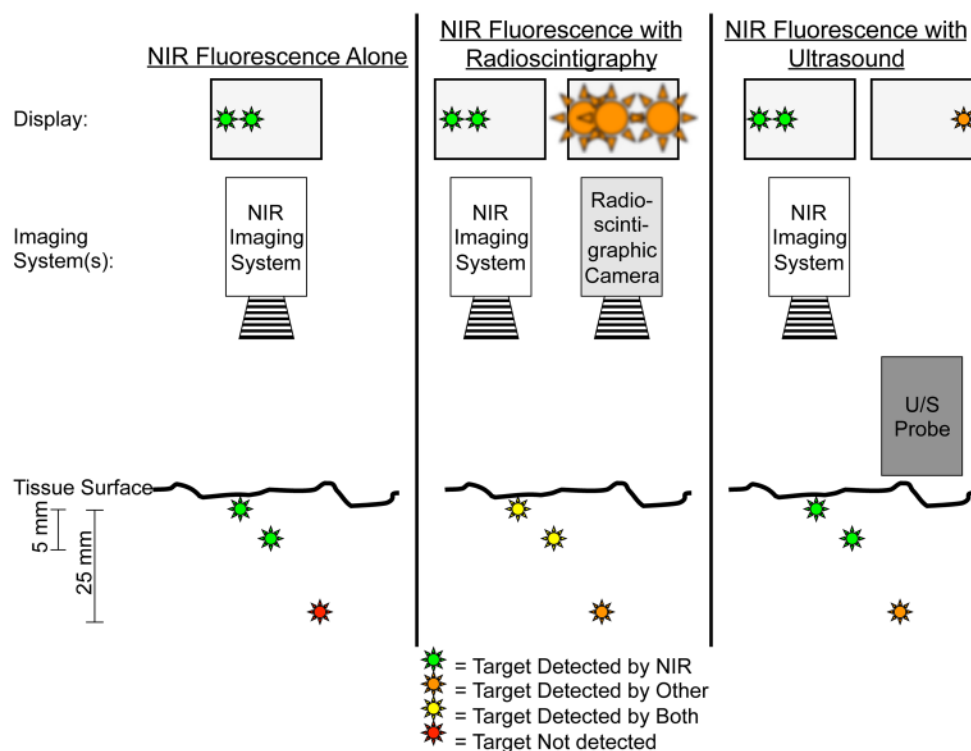 NIR Fluorescence Alone
NIR Fluorescence with
Radioscintigraphy
NIR Fluorescence with
Ultrasound
Display:
Imaging
System(s):
NIR
Imaging
System
NIR
Imaging
System
Radio-
scinti-
graphic
Camera
NIR
Imaging
System
U/S
Probe
Tissue Surface
5 mm
25 mm
= Target Detected by NIR
= Target Detected by Other
= Target Detected by Both
= Target Not detected